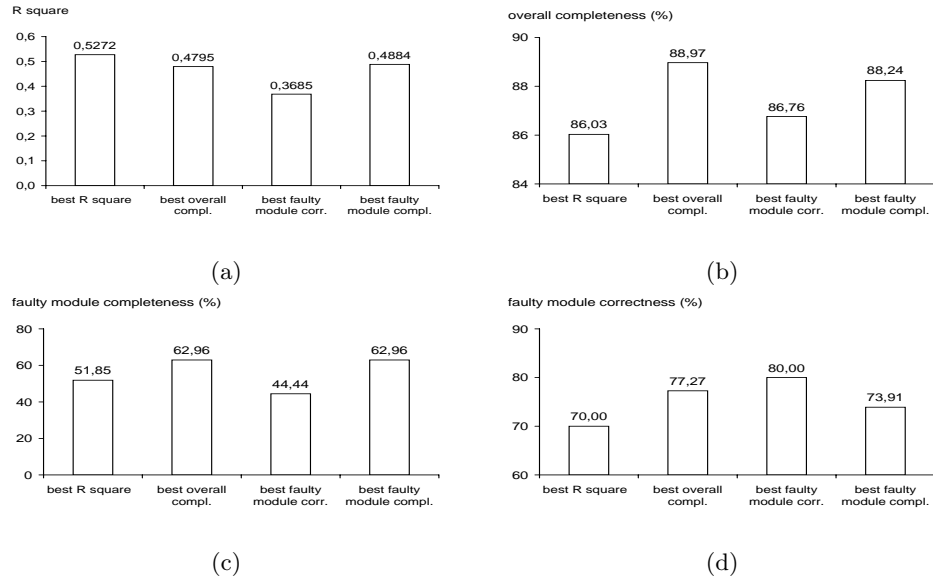 R square
0,6
0,5
0,4
0,3
0,2
0,1
0,0
0,5272
0,4795
0,3685
0,4884
best R square
best overall
compl.
best faulty
module corr.
best faulty
module compl.
(a)
overall completeness (%)
90
88
86
84
86,03
88,97
86,76
88,24
best R square
best overall
compl.
best faulty
module corr.
best faulty
module compl.
(b)
faulty module completeness (%)
80
60
40
20
0
51,85
62,96
44,44
62,96
best R square
best overall
compl.
best faulty
module corr.
best faulty
module compl.
(c)
faulty module correctness (%)
90
80
70
60
70,00
77,27
80,00
73,91
best R square
best overall
compl.
best faulty
module corr.
best faulty
module compl.
(d)